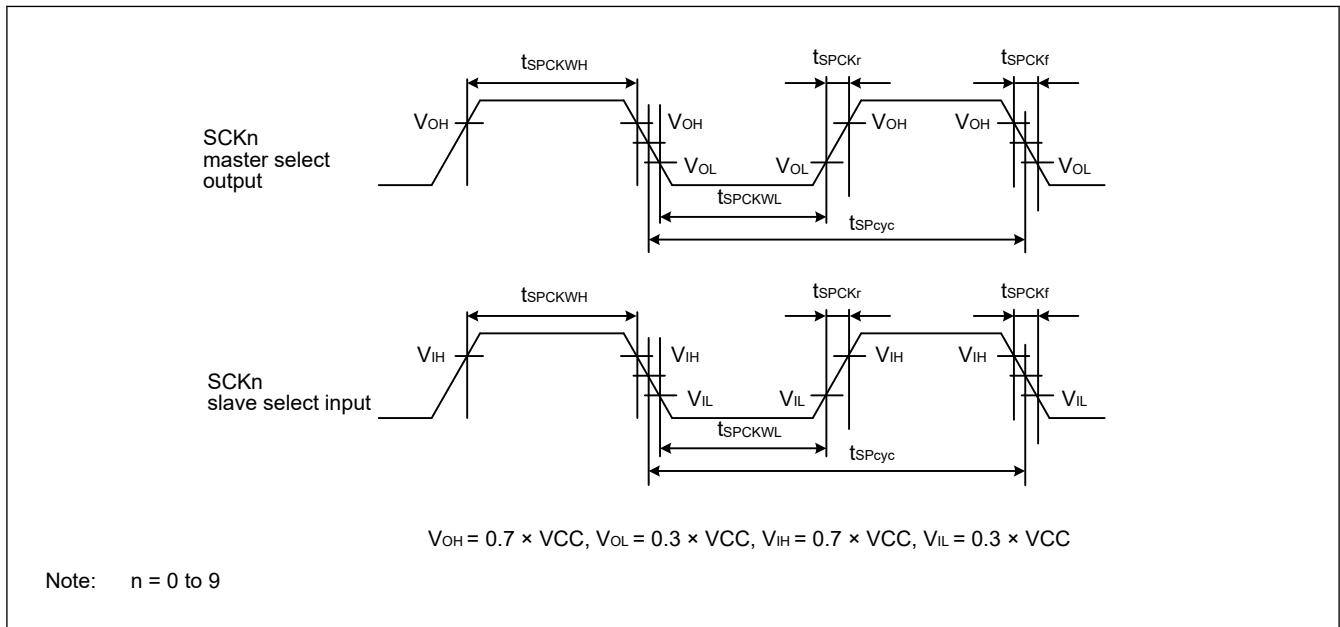 tSPCKWH tSPCKr tSPCKf
VOH VOH VOH VOH
SCKn
master select
output
VOL VOL VOL
tSPCKWL
tSPcyc
tSPCKWH tSPCKr tSPCKf
VIH VIH VIH VIH
SCKn
slave select input
VIL VIL VIL
tSPCKWL
tSPcyc
VOH = 0.7 × VCC, VOL = 0.3 × VCC, VIH = 0.7 × VCC, VIL = 0.3 × VCC
Note: n = 0 to 9